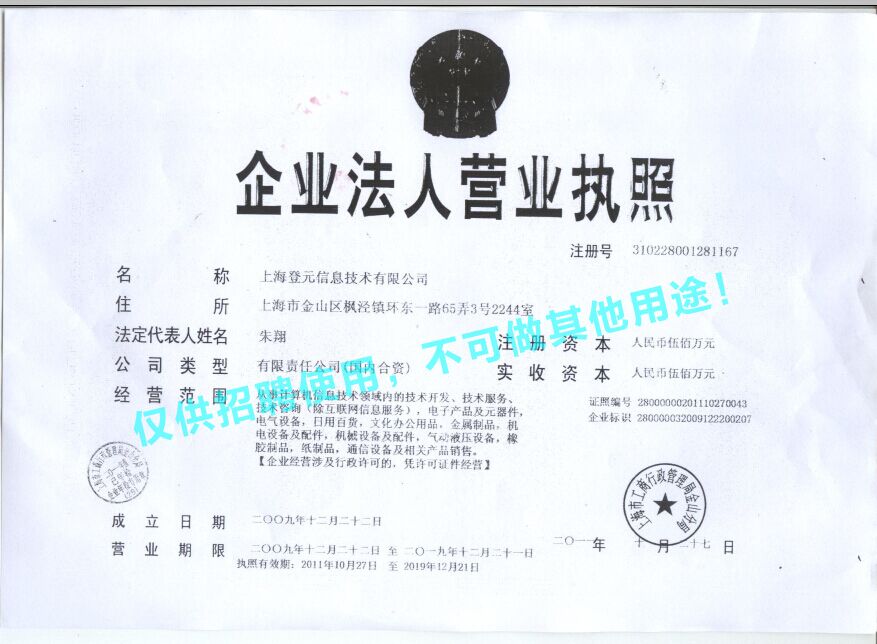 企业法人营业执照
注册号 310228001281167
名称 上海登元信息技术有限公司
住所 上海市金山区枫泾镇环东一路65弄3号2244室
法定代表人姓名 朱翔
注册资本 人民币伍佰万元
公司类型 有限责任公司(国内合资)
实收资本 人民币伍佰万元
经营范围 从事计算机信息技术领域内的技术开发、技术服务、
技术咨询（除互联网信息服务），电子产品及元器件，
电气设备，日用百货，文化办公用品，金属制品，机
电设备及配件，机械设备及配件，气动液压设备，橡
胶制品，纸制品，通信设备及相关产品销售。
【企业经营涉及行政许可的，凭许可证件经营】
证照编号 28000000201110270043
企业标识 28000003200912220020​7
仅供招聘使用，不可做其他用途！
上海市工商行政管理局金山分局
成立日期 二〇〇九年十二月二十二日
营业期限 二〇〇九年十二月二十二日 至 二〇一九年十二月二十一日
执照有效期: 2011年10月27日 至 2019年12月21日
二〇一一年 十月 二十七日